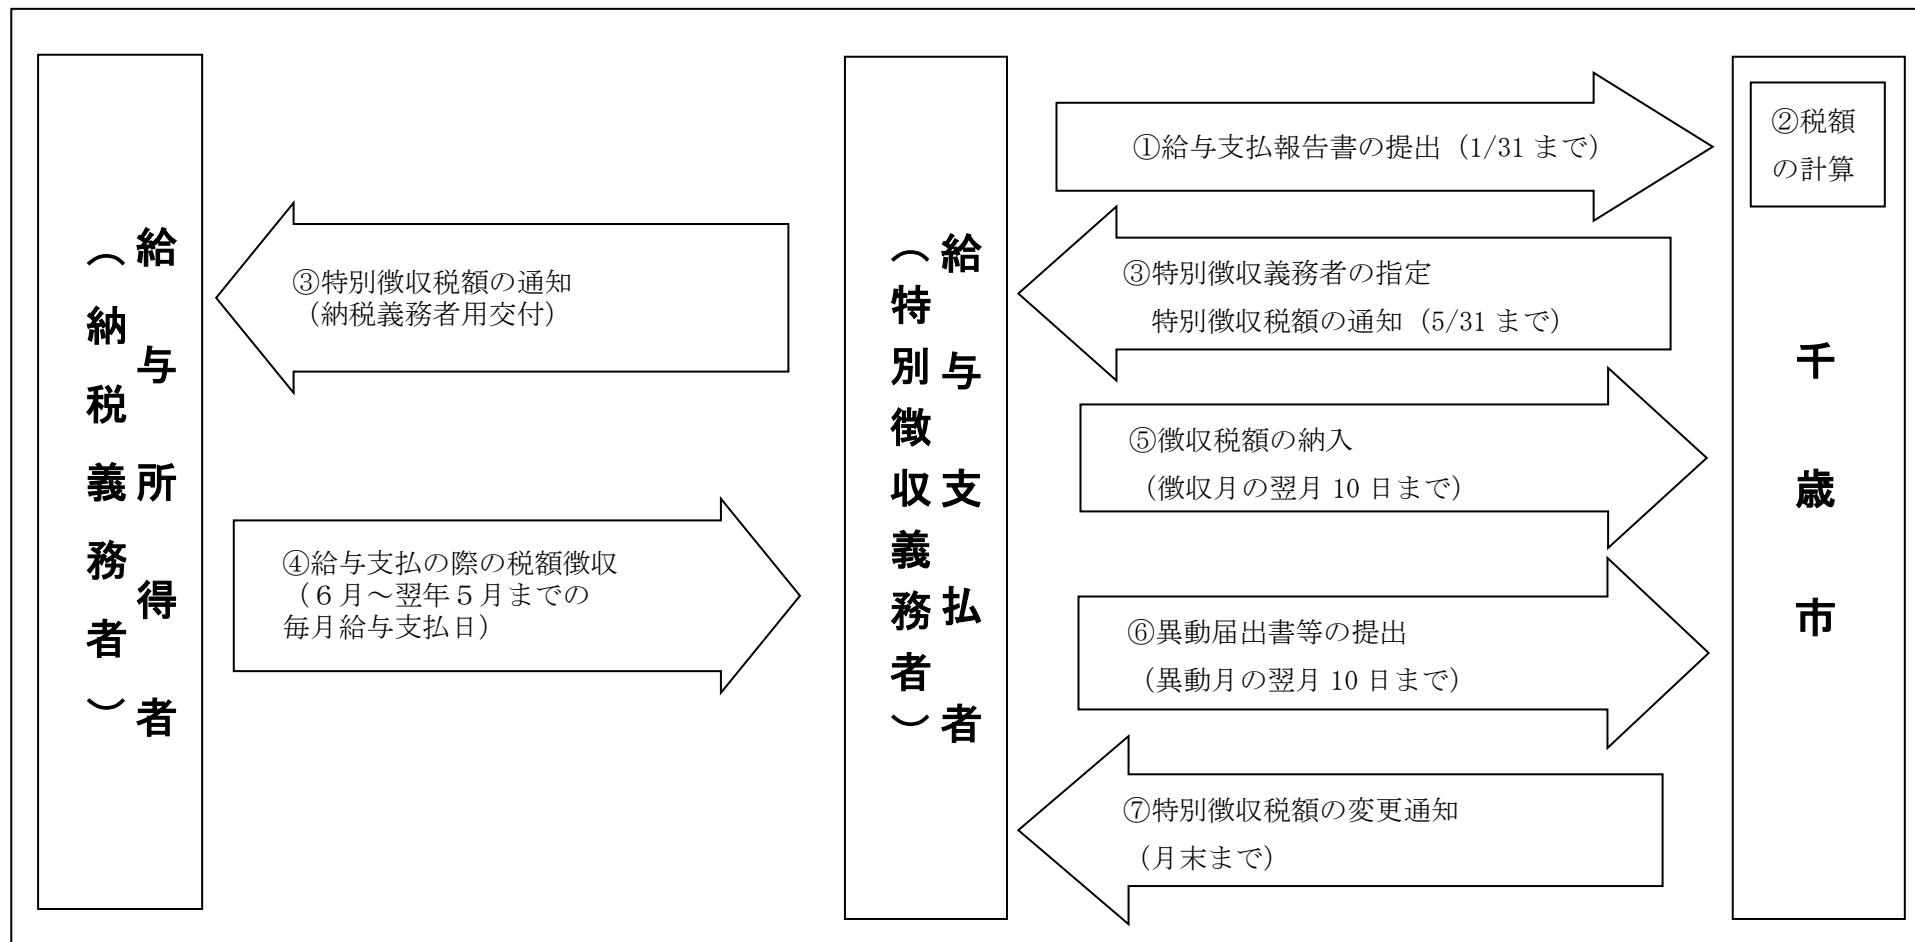 給与所得者
（納税義務者）
③特別徴収税額の通知
（納税義務者用交付）
④給与支払の際の税額徴収
（６月～翌年５月までの
毎月給与支払日）
給与支払者
（特別徴収義務者）
①給与支払報告書の提出（1/31 まで）
③特別徴収義務者の指定
特別徴収税額の通知（5/31 まで）
⑤徴収税額の納入
（徴収月の翌月 10 日まで）
⑥異動届出書等の提出
（異動月の翌月 10 日まで）
⑦特別徴収税額の変更通知
（月末まで）
②税額
の計算
千歳市